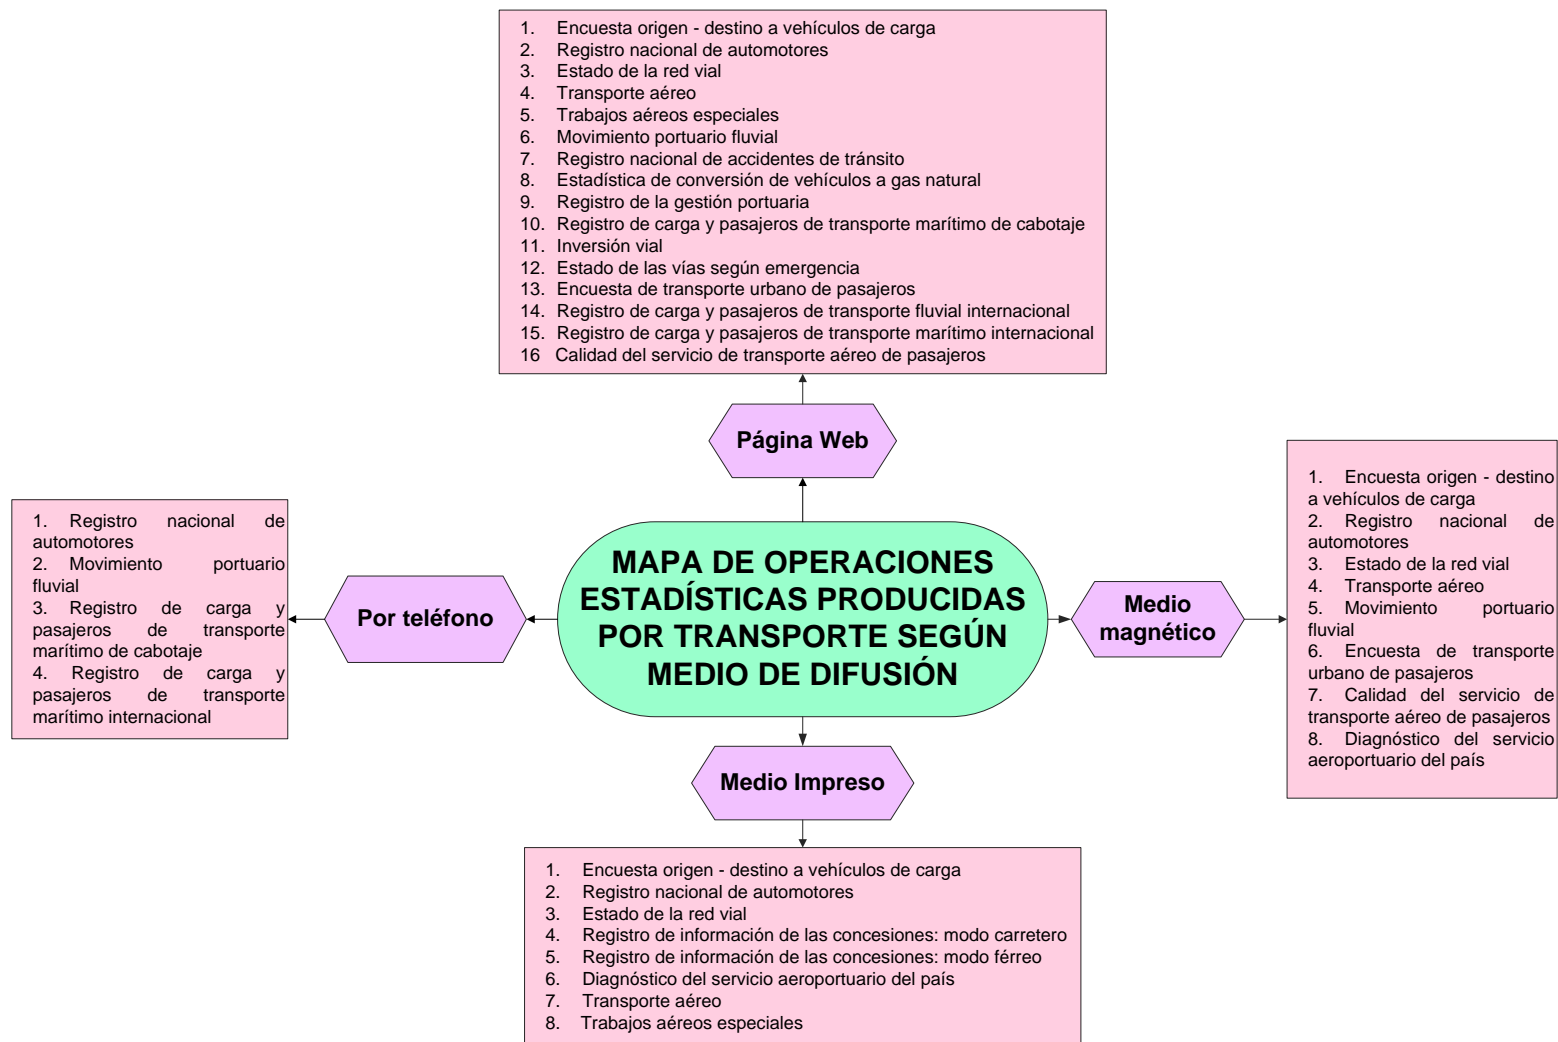 1. Encuesta origen - destino a vehículos de carga
2. Registro nacional de automotores
3. Estado de la red vial
4. Transporte aéreo
5. Trabajos aéreos especiales
6. Movimiento portuario fluvial
7. Registro nacional de accidentes de tránsito
8. Estadística de conversión de vehículos a gas natural
9. Registro de la gestión portuaria
10. Registro de carga y pasajeros de transporte marítimo de cabotaje
11. Inversión vial
12. Estado de las vías según emergencia
13. Encuesta de transporte urbano de pasajeros
14. Registro de carga y pasajeros de transporte fluvial internacional
15. Registro de carga y pasajeros de transporte marítimo internacional
16 Calidad del servicio de transporte aéreo de pasajeros
Página Web
1. Registro nacional de
automotores
2. Movimiento portuario
fluvial
3. Registro de carga y
pasajeros de transporte
marítimo de cabotaje
4. Registro de carga y
pasajeros de transporte
marítimo internacional
Por teléfono
MAPA DE OPERACIONES
ESTADÍSTICAS PRODUCIDAS
POR TRANSPORTE SEGÚN
MEDIO DE DIFUSIÓN
Medio
magnético
1. Encuesta origen - destino
a vehículos de carga
2. Registro nacional de
automotores
3. Estado de la red vial
4. Transporte aéreo
5. Movimiento portuario
fluvial
6. Encuesta de transporte
urbano de pasajeros
7. Calidad del servicio de
transporte aéreo de pasajeros
8. Diagnóstico del servicio
aeroportuario del país
Medio Impreso
1. Encuesta origen - destino a vehículos de carga
2. Registro nacional de automotores
3. Estado de la red vial
4. Registro de información de las concesiones: modo carretero
5. Registro de información de las concesiones: modo férreo
6. Diagnóstico del servicio aeroportuario del país
7. Transporte aéreo
8. Trabajos aéreos especiales